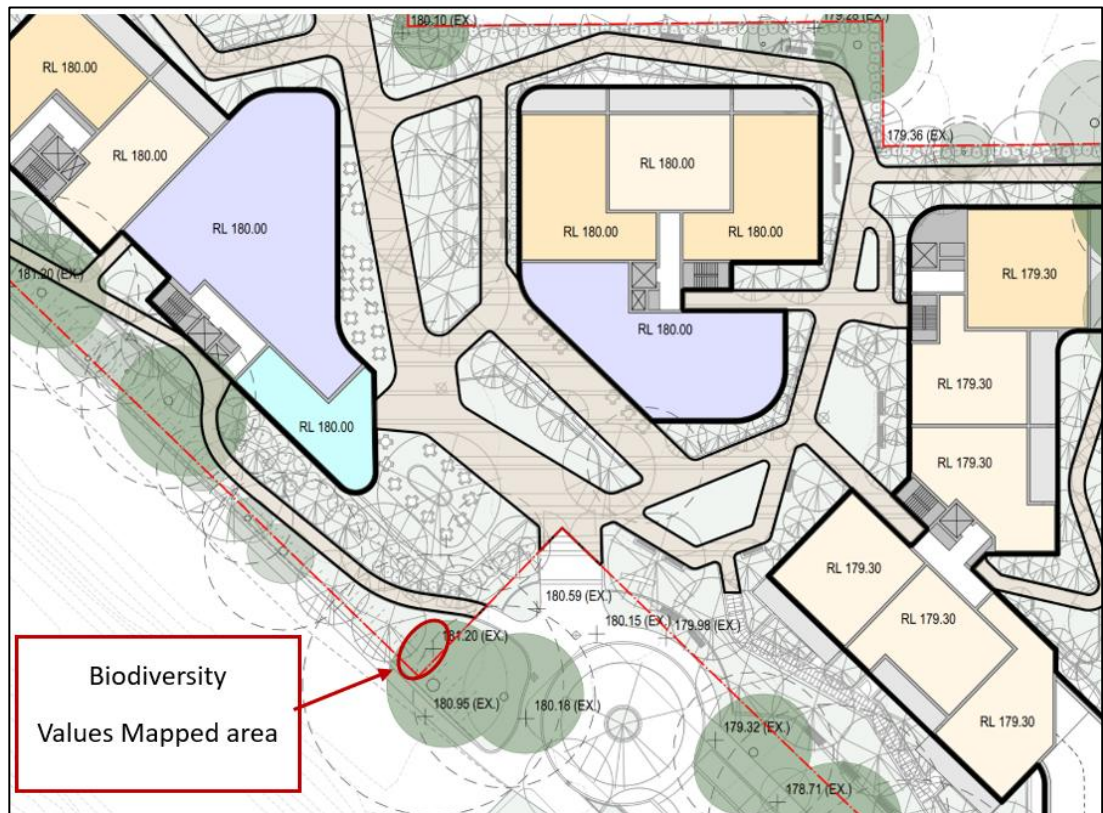 180.10 (EX.)
179.28 (EX.)
RL 180.00
179.36 (EX.)
RL 180.00
RL 180.00
RL 180.00
RL 180.00
RL 180.00
181.20 (EX.)
RL 179.30
RL 180.00
RL 179.30
RL 180.00
RL 179.30
RL 179.30
180.59 (EX.)
180.15 (EX.)
179.98 (EX.)
RL 179.30
181.20 (EX.)
Biodiversity
Values Mapped area
180.95 (EX.)
180.18 (EX.)
179.32 (EX.)
RL 179.30
178.71 (EX.)